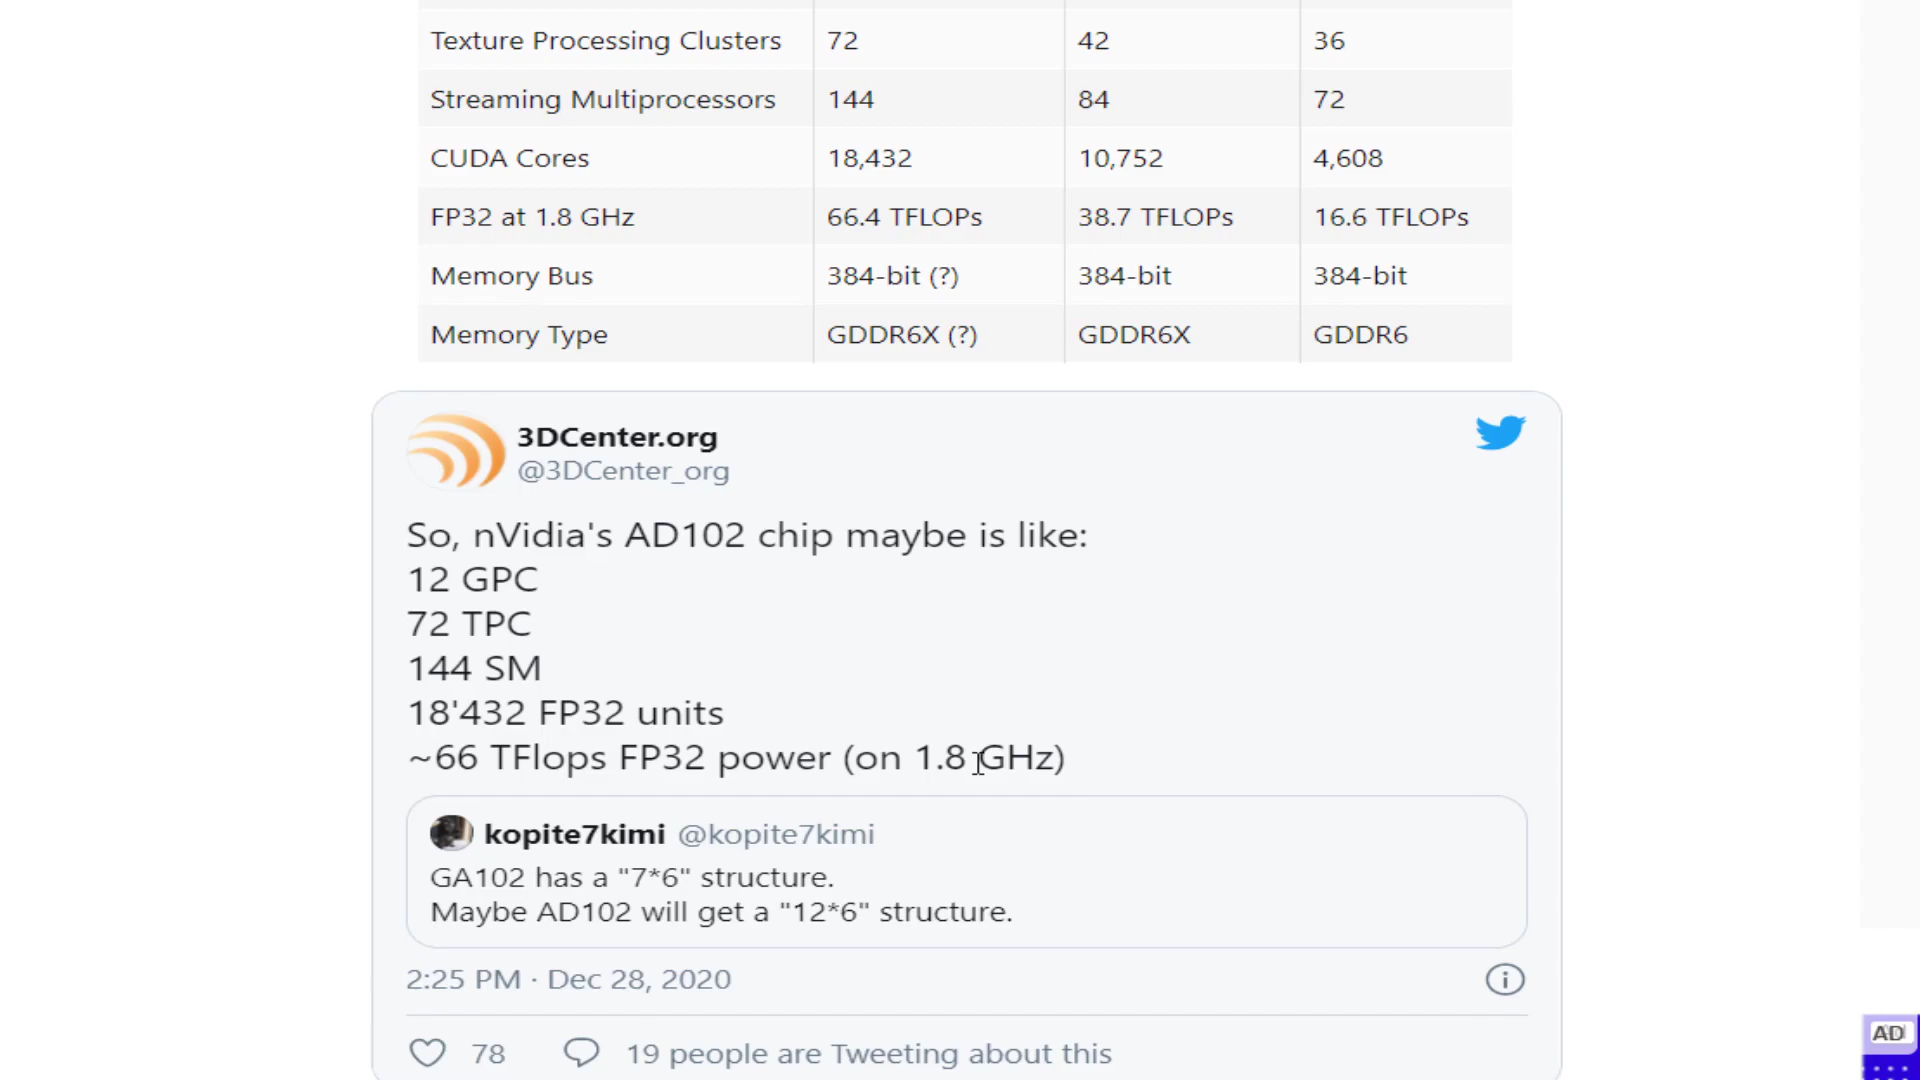 Texture Processing Clusters 72 42 36
Streaming Multiprocessors 144 84 72
CUDA Cores 18,432 10,752 4,608
FP32 at 1.8 GHz 66.4 TFLOPs 38.7 TFLOPs 16.6 TFLOPs
Memory Bus 384-bit (?) 384-bit 384-bit
Memory Type GDDR6X (?) GDDR6X GDDR6
3DCenter.org
@3DCenter_org
So, nVidia's AD102 chip maybe is like:
12 GPC
72 TPC
144 SM
18'432 FP32 units
~66 TFlops FP32 power (on 1.8 GHz)
kopite7kimi @kopite7kimi
GA102 has a "7*6" structure.
Maybe AD102 will get a "12*6" structure.
2:25 PM · Dec 28, 2020
78 19 people are Tweeting about this
AD